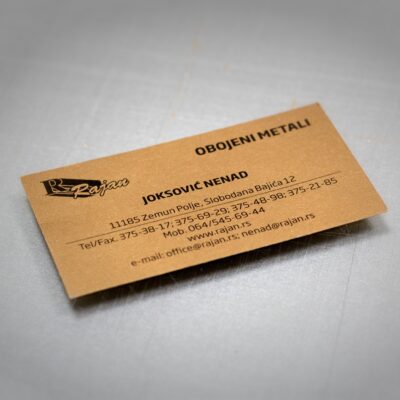 OBOJENI METALI
Rajan
JOKSOVIĆ NENAD
11185 Zemun Polje, Slobodana Bajića 12
Tel/Fax. 375-38-17; 375-69-29; 375-48-98; 375-21-85
Mob. 064/545-69-44
www.rajan.rs
e-mail: office@rajan.rs; nenad@rajan.rs